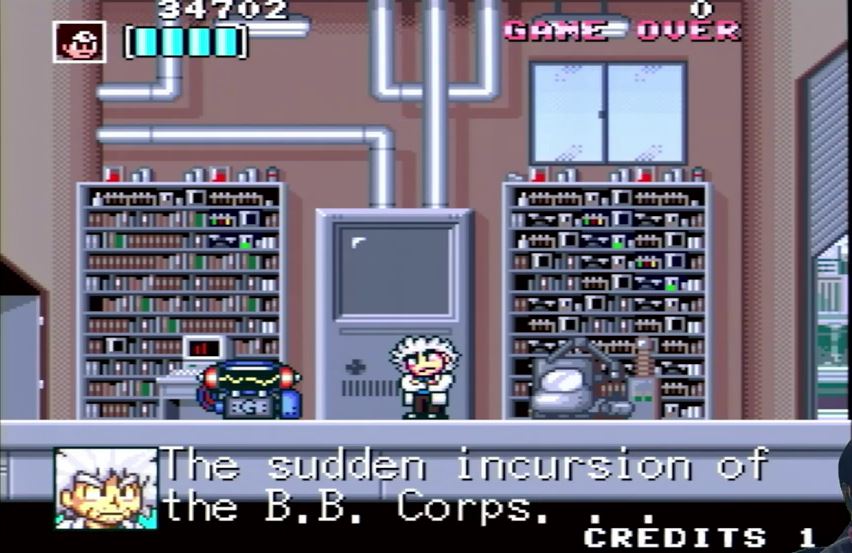 34702
0
GAME OVER
The sudden incursion of
the B.B. Corps. . .
CREDITS 1